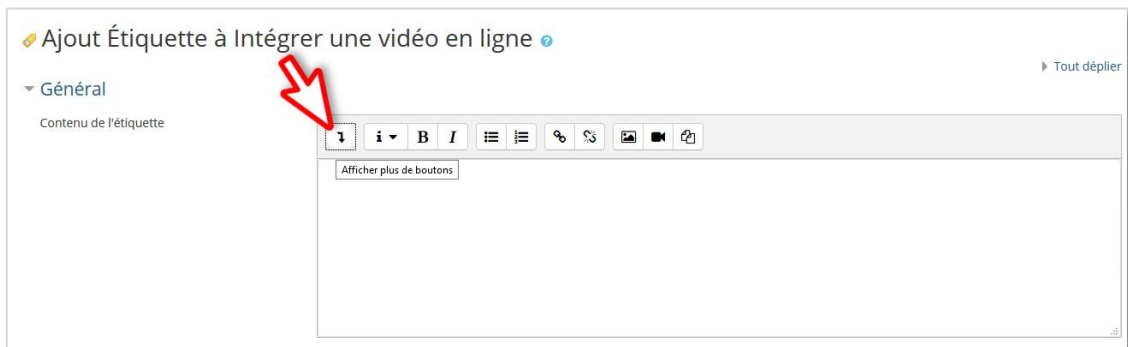 Ajout Étiquette à Intégrer une vidéo en ligne
Tout déplier
Général
Contenu de l'étiquette
i B I
Afficher plus de boutons